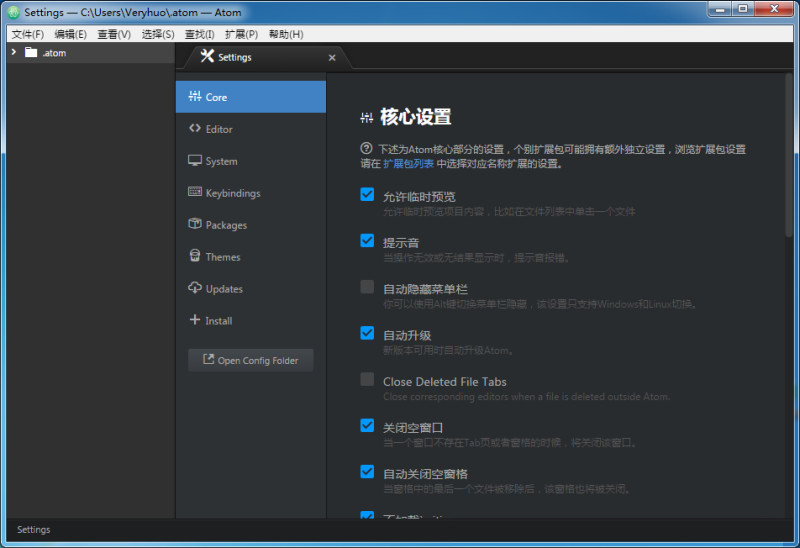 Settings — C:\Users\Veryhuo\.atom — Atom
文件(F) 编辑(E) 查看(V) 选择(S) 查找(I) 扩展(P) 帮助(H)
.atom
Settings
Core
Editor
System
Keybindings
Packages
Themes
Updates
Install
Open Config Folder
核心设置
下述为Atom核心部分的设置，个别扩展包可能拥有额外独立设置，浏览扩展包设置
请在 扩展包列表 中选择对应名称扩展的设置。
允许临时预览
允许临时预览项目内容，比如在文件列表中单击一个文件
提示音
当操作无效或无结果显示时，提示音报错。
自动隐藏菜单栏
你可以使用Alt键切换菜单栏隐藏，该设置只支持Windows和Linux切换。
自动升级
新版本可用时自动升级Atom。
Close Deleted File Tabs
Close corresponding editors when a file is deleted outside Atom.
关闭空窗口
当一个窗口不存在Tab页或者窗格的时候，将关闭该窗口。
自动关闭空窗格
当窗格中的最后一个文件被移除后，该窗格也将被关闭。
Settings